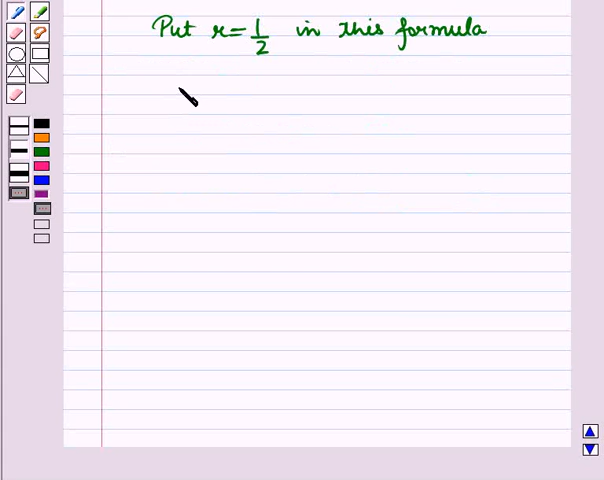 Put r = 1/2 in this formula